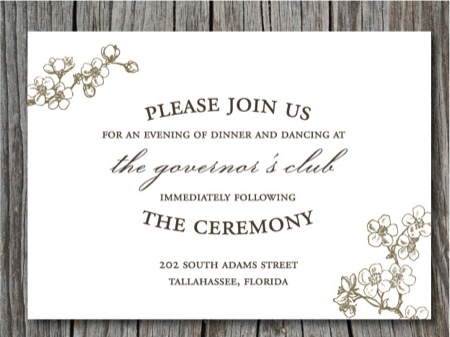 PLEASE JOIN US
FOR AN EVENING OF DINNER AND DANCING AT
the governor's club
IMMEDIATELY FOLLOWING
THE CEREMONY
202 SOUTH ADAMS STREET
TALLAHASSEE, FLORIDA